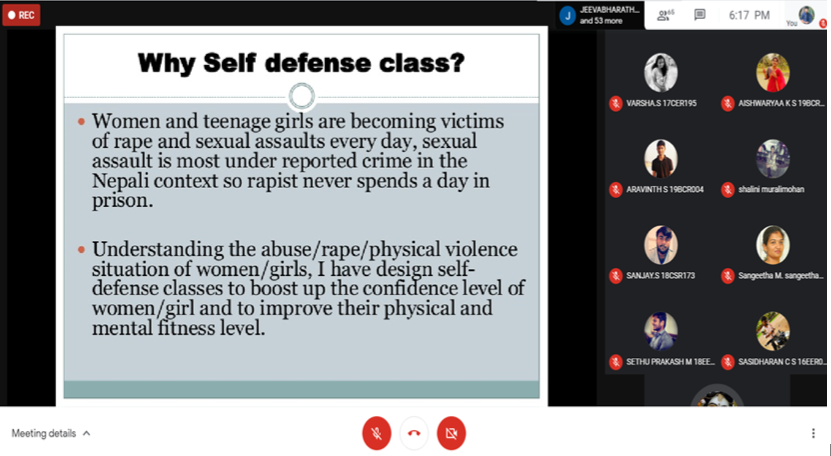 REC
JEEVABHARATH...
and 53 more
65
6:17 PM
You
J
Why Self defense class?
• Women and teenage girls are becoming victims
of rape and sexual assaults every day, sexual
assault is most under reported crime in the
Nepali context so rapist never spends a day in
prison.
• Understanding the abuse/rape/physical violence
situation of women/girls, I have design self-
defense classes to boost up the confidence level of
women/girl and to improve their physical and
mental fitness level.
VARSHA.S 17CER195
AISHWARYAA K S 19BCR...
ARAVINTH S 19BCR004
shalini muralimohan
SANJAY.S 18CSR173
Sangeetha M. sangeetha...
SETHU PRAKASH M 18EE...
SASIDHARAN C S 16EER0...
Meeting details